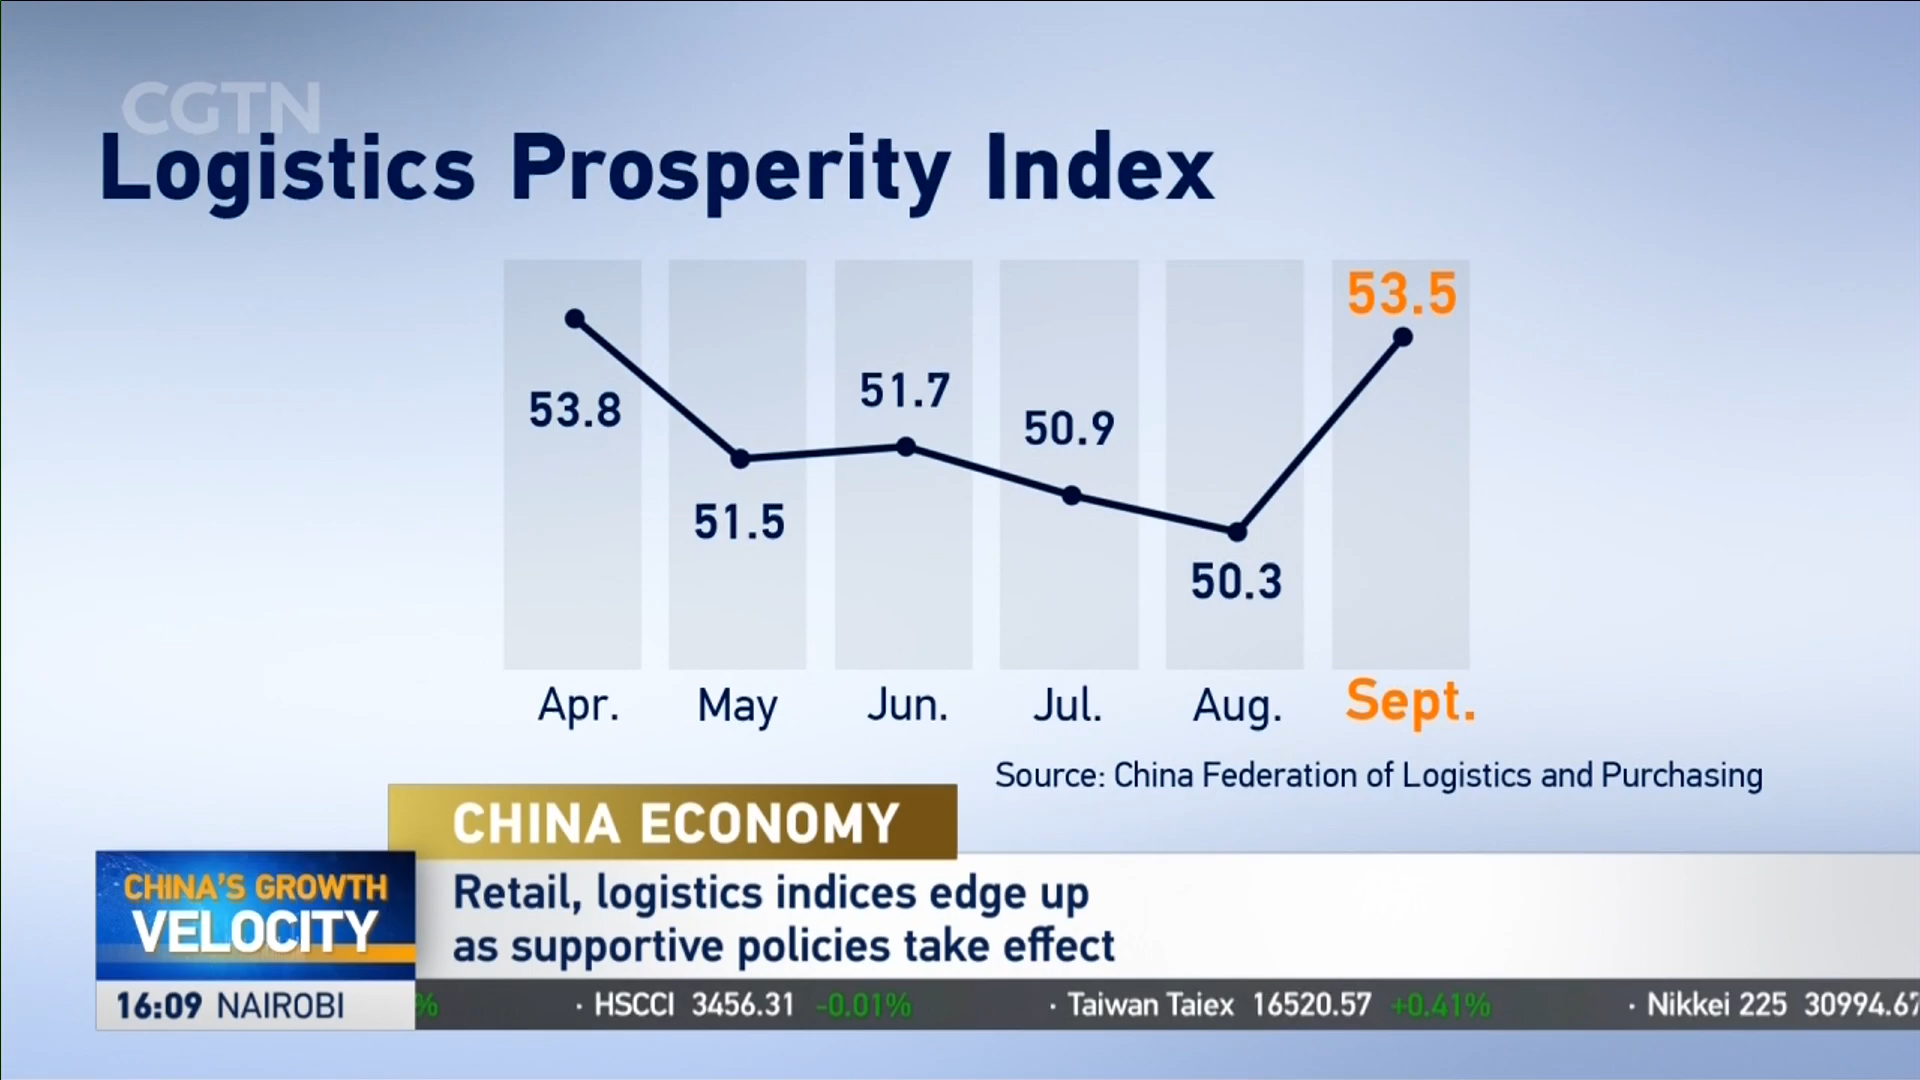 CGTN
Logistics Prosperity Index
53.8
51.5
51.7
50.9
50.3
53.5
Apr.
May
Jun.
Jul.
Aug.
Sept.
Source: China Federation of Logistics and Purchasing
CHINA ECONOMY
CHINA'S GROWTH
VELOCITY
Retail, logistics indices edge up
as supportive policies take effect
16:09 NAIROBI
% · HSCCI 3456.31 -0.01% · Taiwan Taiex 16520.57 +0.41% · Nikkei 225 30994.67